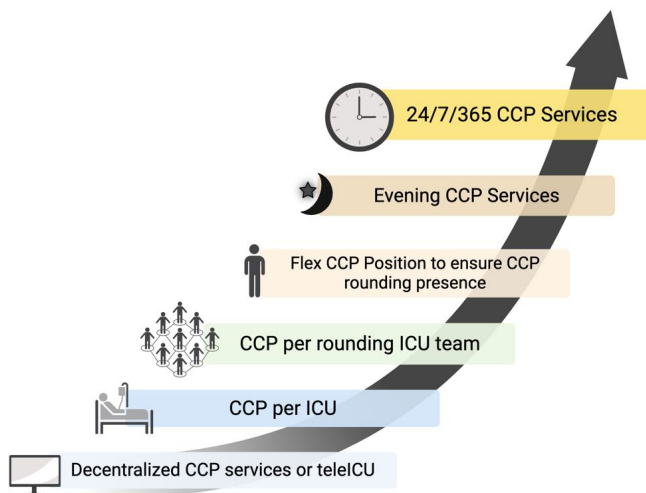 24/7/365 CCP Services
Evening CCP Services
Flex CCP Position to ensure CCP
rounding presence
CCP per rounding ICU team
CCP per ICU
Decentralized CCP services or teleICU